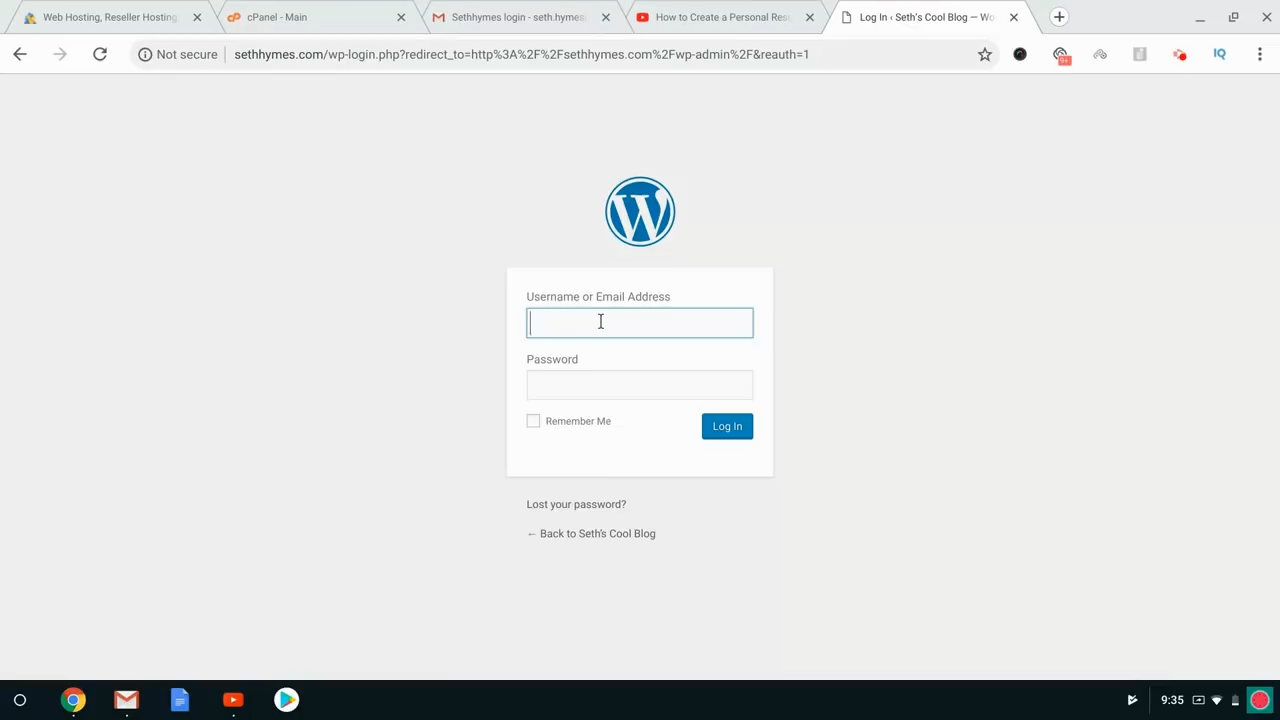 Web Hosting, Reseller Hosting
cPanel - Main
Sethhymes login - seth.hymes
How to Create a Personal Res
Log In ‹ Seth's Cool Blog — Wo
Not secure
sethhymes.com/wp-login.php?redirect_to=http%3A%2F%2Fsethhymes.com%2Fwp-admin%2F&reauth=1
9+
IQ
W
Username or Email Address
Password
Remember Me
Log In
Lost your password?
← Back to Seth's Cool Blog
9:35